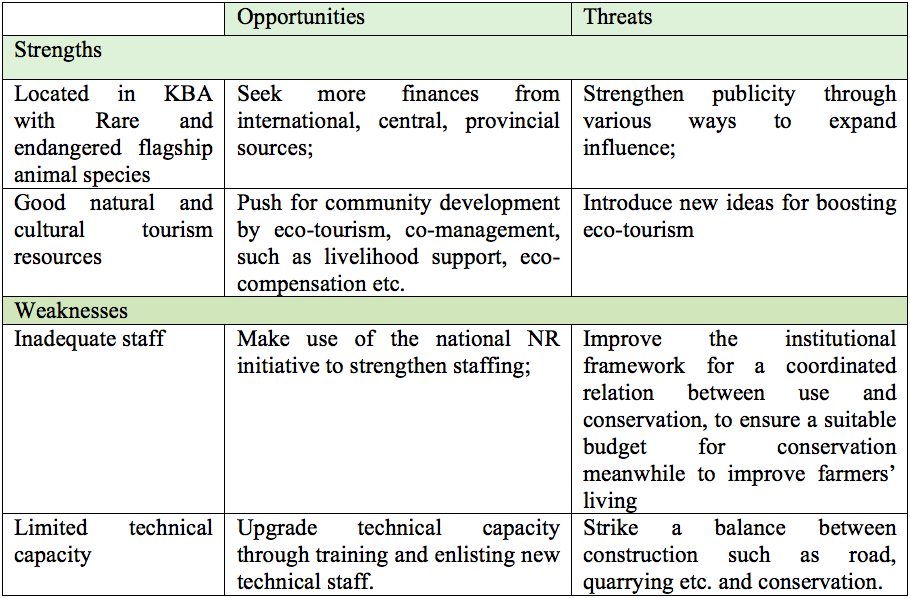 Opportunities
Threats
Strengths
Located in KBA
with Rare and
endangered flagship
animal species
Seek more finances from
international, central, provincial
sources;
Strengthen publicity through
various ways to expand
influence;
Good natural and
cultural tourism
resources
Push for community development
by eco-tourism, co-management,
such as livelihood support, eco-
compensation etc.
Introduce new ideas for boosting
eco-tourism
Weaknesses
Inadequate staff
Make use of the national NR
initiative to strengthen staffing;
Improve the institutional
framework for a coordinated
relation between use and
conservation, to ensure a suitable
budget for conservation
meanwhile to improve farmers’
living
Limited technical
capacity
Upgrade technical capacity
through training and enlisting new
technical staff.
Strike a balance between
construction such as road,
quarrying etc. and conservation.